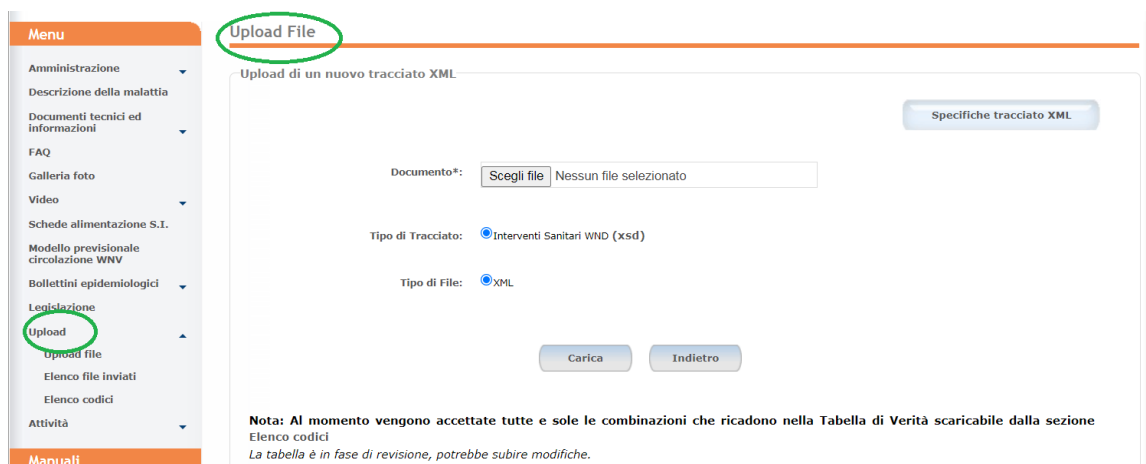 Menu
Amministrazione
Descrizione della malattia
Documenti tecnici ed
informazioni
FAQ
Galleria foto
Video
Schede alimentazione S.I.
Modello previsionale
circolazione WNV
Bollettini epidemiologici
Legislazione
Upload
Upload file
Elenco file inviati
Elenco codici
Attività
Manuali
Upload File
Upload di un nuovo tracciato XML
Specifiche tracciato XML
Documento*: Scegli file Nessun file selezionato
Tipo di Tracciato: Interventi Sanitari WND (xsd)
Tipo di File: XML
Carica Indietro
Nota: Al momento vengono accettate tutte e sole le combinazioni che ricadono nella Tabella di Verità scaricabile dalla sezione
Elenco codici
La tabella è in fase di revisione, potrebbe subire modifiche.